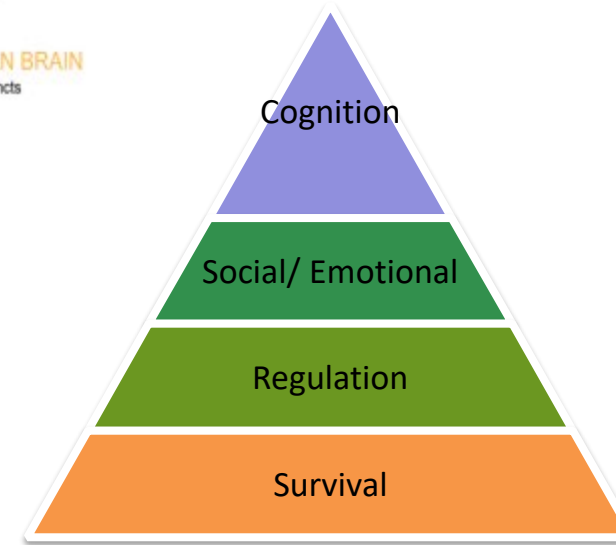 BRAIN
Cognition
Social/ Emotional
Regulation
Survival